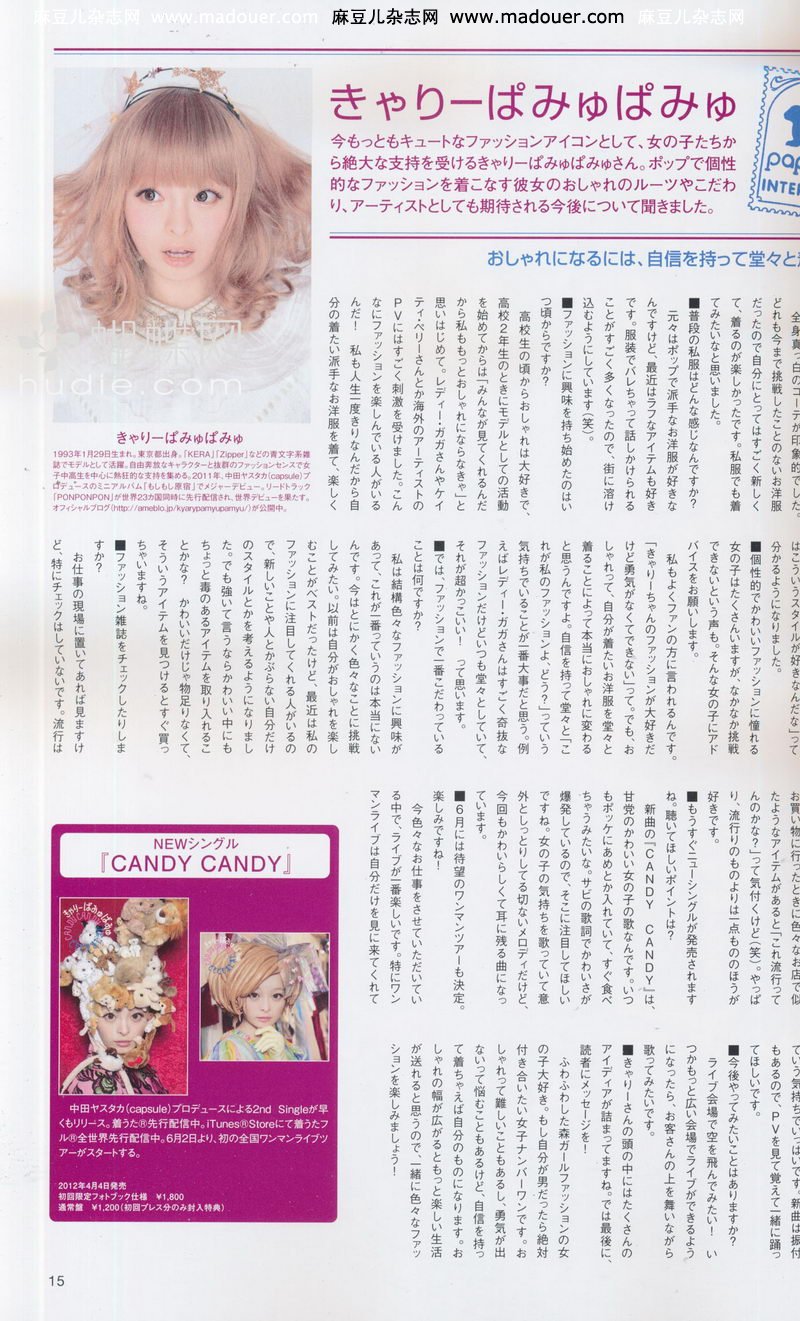 麻豆儿杂志网 www.madouer.com 麻豆儿杂志网 www.madouer.com 麻豆儿杂志网 www.madouer.com
蝴蝶网
hudie.com
きゃりーぱみゅぱみゅ
今もっともキュートなファッションアイコンとして、女の子たちか
ら絶大な支持を受けるきゃりーぱみゅぱみゅさん。ポップで個性
的なファッションを着こなす彼女のおしゃれのルーツやこだわ
り、アーティストとしても期待される今後について聞きました。
INTER
おしゃれになるには、自信を持って堂々と
きゃりーぱみゅぱみゅ
1993年1月29日生まれ。東京都出身。「KERA」「Zipper」などの青文字系雑
誌でモデルとして活躍。自由奔放なキャラクターと抜群のファッションセンスで女
子中高生を中心に熱狂的な支持を集める。2011年、中田ヤスタカ(capsule)プ
ロデュースのミニアルバム「もしもし原宿」でメジャーデビュー。リードトラック
「PONPONPON」が世界23カ国同時に先行配信され、世界デビューを果たす。
オフィシャルブログ(http://ameblo.jp/kyarypamyupamyu/)が公開中。
全身真っ白のコーデが印象的でした。
どれも今まで挑戦したことのないお洋服
だったので自分にとってはすごく新しく
て、着るのが楽しかったです。私服でも着
てみたいなと思いました。
■普段の私服はどんな感じなんですか?
元々はポップで派手なお洋服が好きな
んですけど、最近はラフなアイテムも好き
です。服装でバレちゃって話しかけられる
ことがすごく多くなったので、街に溶け
込むようにしています(笑)。
■ファッションに興味を持ち始めたのはい
つ頃からですか?
高校生の頃からおしゃれは大好きで、
高校2年生のときにモデルとしての活動
を始めてからは「みんなが見てくれるんだ
から私ももっとおしゃれにならなきゃ」と
思いはじめて。レディー・ガガさんやケイ
ティ・ペリーさんとか海外のアーティストの
PVにはすごく刺激を受けました。こん
なにファッションを楽しんでいる人がいる
んだ! 私も人生一度きりなんだから自
分の着たい派手なお洋服を着て、楽しく
はこういうスタイルが好きなんだ"って
分かるようになりました。
■個性的でかわいいファッションに憧れる
女の子はたくさんいますが、なかなか挑戦
できないという声も。そんな女の子にアド
バイスをお願いします。
私もよくファンの方に言われるんです。
「きゃりーちゃんのファッションが大好きだ
けど勇気がなくてできない」って。でも、お
しゃれって、自分が着たいお洋服を堂々と
着ることによって本当におしゃれに変わる
と思うんですよ。自信を持って堂々と「こ
れが私のファッションよ、どう?」っていう
気持ちでいることが一番大事だと思う。例
えばレディー・ガガさんはすごく奇抜な
ファッションだけどいつも堂々としていて、
それが超かっこいい! って思います。
■では、ファッションで一番こだわっている
ことは何ですか?
私は結構色々なファッションに興味が
あって、これが一番っていうのは本当にない
んです。今はとにかく色々なことに挑戦
してみたい。以前は自分がおしゃれを楽し
むことがベストだったけど、最近は私の
ファッションに注目してくれる人がいるの
で、新しいことや人とかぶらない自分だけ
のスタイルとかを考えるようになりまし
た。でも強いて言うならかわいい中にも
ちょっと毒のあるアイテムを取り入れるこ
とかな? かわいいだけじゃ物足りなくて、
そういうアイテムを見つけるとすぐ買っ
ちゃいますね。
■ファッション雑誌をチェックしたりしま
すか?
お仕事の現場に置いてあれば見ますけ
ど、特にチェックはしていないです。流行は
お買い物に行ったときに色々なお店で似
たようなアイテムがあると「これ流行って
んのかな?」って気付くけど(笑)。やっぱ
り、流行りのものよりは一点もののほうが
好きです。
■もうすぐニューシングルが発売されます
ね。聴いてほしいポイントは?
新曲の『CANDY CANDY』は、
甘党のかわいい女の子の歌なんです。いつ
もポッケにあめとか入れていて、すぐ食べ
ちゃうみたいな。サビの歌詞でかわいさが
爆発しているので、そこに注目してほしい
ですね。女の子の気持ちを歌っていて意
外としっとりしてる切ないメロディだけど、
今回もかわいらしくて耳に残る曲になっ
ています。
■6月には待望のワンマンツアーも決定。
楽しみですね!
今色々なお仕事をさせていただいてい
る中で、ライブが一番楽しいです。特にワン
マンライブは自分だけを見に来てくれて
ていう気持ちでいっぱいです。新曲は振付
もあるので、PVを見て覚えて一緒に踊っ
てほしいです。
■今後やってみたいことはありますか?
ライブ会場で空を飛んでみたい! い
つかもっと広い会場でライブができるよう
になったら、お客さんの上を舞いながら
歌ってみたいです。
■きゃりーさんの頭の中にはたくさんの
アイディアが詰まってますね。では最後に、
読者にメッセージを!
ふわふわした森ガールファッションの女
の子大好き。もし自分が男だったら絶対
付き合いたい女子ナンバーワンです。お
しゃれって難しいこともあるし、勇気が出
ないって悩むこともあるけど、自信を持っ
て着ちゃえば自分のものになります。お
しゃれの幅が広がるともっと楽しい生活
が送れると思うので、一緒に色々なファッ
ションを楽しみましょう!
NEWシングル
『CANDY CANDY』
きゃりーぱみゅぱみゅ
CANDY CANDY
中田ヤスタカ(capsule)プロデュースによる2nd Singleが早
くもリリース。着うた®先行配信中。iTunes®Storeにて着うたフ
ル®全世界先行配信中。6月2日より、初の全国ワンマンライブツ
アーがスタートする。
2012年4月4日発売
初回限定フォトブック仕様 ¥1,800
通常盤 ¥1,200(初回プレス分のみ封入特典)
15